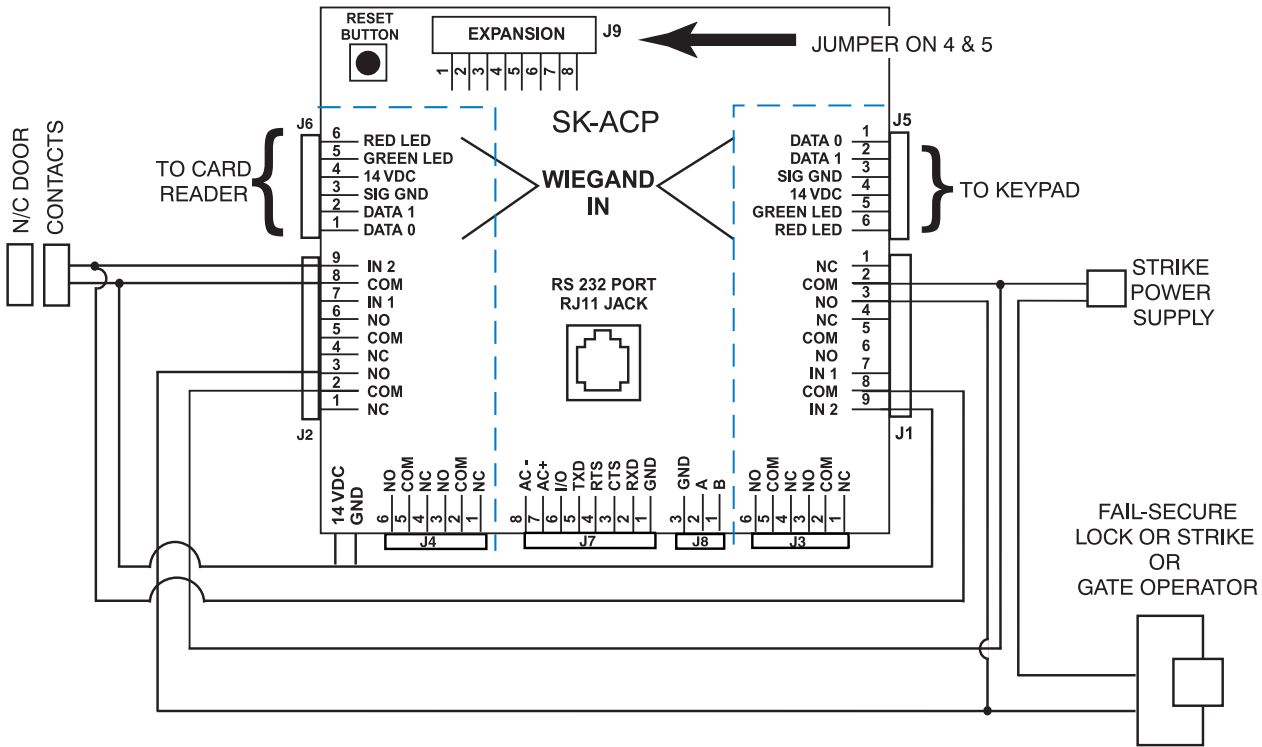 RESET
BUTTON
EXPANSION
J9
JUMPER ON 4 & 5
1 2 3 4 5 6 7 8
SK-ACP
WIEGAND
IN
N/C DOOR
CONTACTS
TO CARD
READER
J6
6 RED LED
5 GREEN LED
4 14 VDC
3 SIG GND
2 DATA 1
1 DATA 0
9 IN 2
8 COM
7 IN 1
6 NO
5 COM
4 NC
3 NO
2 COM
1 NC
J2
RS 232 PORT
RJ11 JACK
J5
DATA 0 1
DATA 1 2
SIG GND 3
14 VDC 4
GREEN LED 5
RED LED 6
TO KEYPAD
NC 1
COM 2
NO 3
NC 4
COM 5
NO 6
IN 1 7
COM 8
IN 2 9
J1
STRIKE
POWER
SUPPLY
14 VDC
GND
NO COM NC NO COM NC
6 5 4 3 2 1
J4
AC - AC+ I/O TXD RTS CTS RXD GND
8 7 6 5 4 3 2 1
J7
GND A B
3 2 1
J8
NO COM NC NO COM NC
6 5 4 3 2 1
J3
FAIL-SECURE
LOCK OR STRIKE
OR
GATE OPERATOR